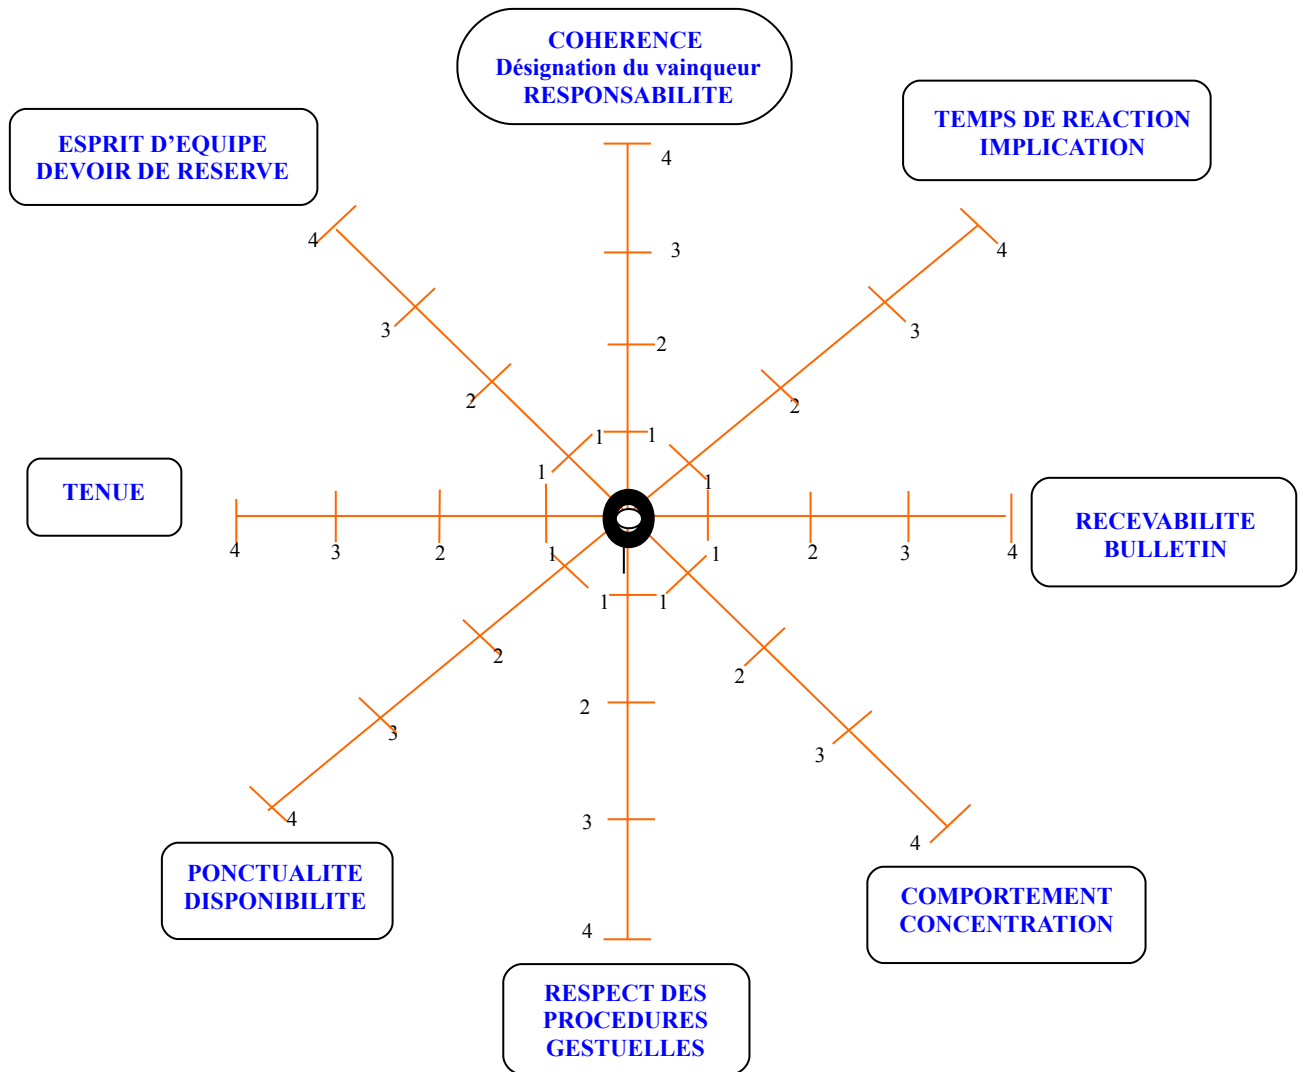 COHERENCE
Désignation du vainqueur
RESPONSABILITE
TEMPS DE REACTION
IMPLICATION
ESPRIT D’EQUIPE
DEVOIR DE RESERVE
4
3
2
1
4
3
2
1
4
3
2
1
1
TENUE
4
3
2
1
RECEVABILITE
BULLETIN
1
2
3
4
PONCTUALITE
DISPONIBILITE
1
2
3
4
1
2
3
4
2
3
4
COMPORTEMENT
CONCENTRATION
RESPECT DES
PROCEDURES
GESTUELLES